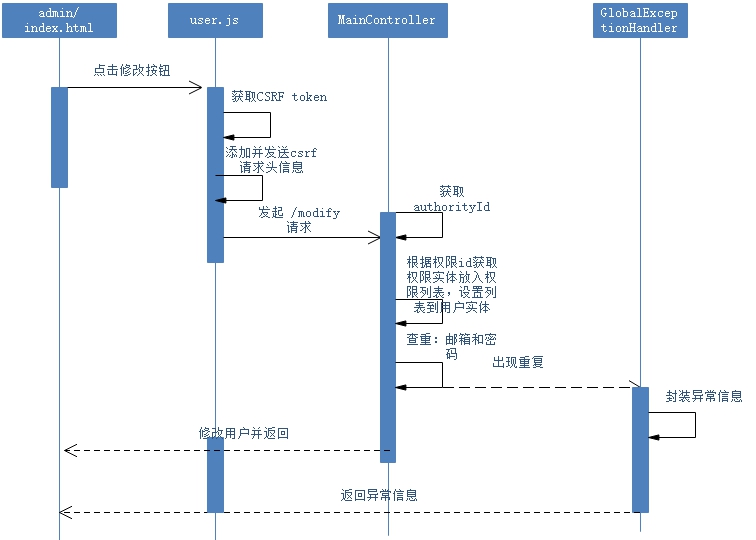 admin/
index.html
user.js
MainController
GlobalExcep
tionHandler
点击修改按钮
获取CSRF token
添加并发送csrf
请求头信息
发起 /modify
请求
获取
authorityId
根据权限id获取
权限实体放入权
限列表，设置列
表到用户实体
查重：邮箱和密
码
出现重复
封装异常信息
修改用户并返回
返回异常信息